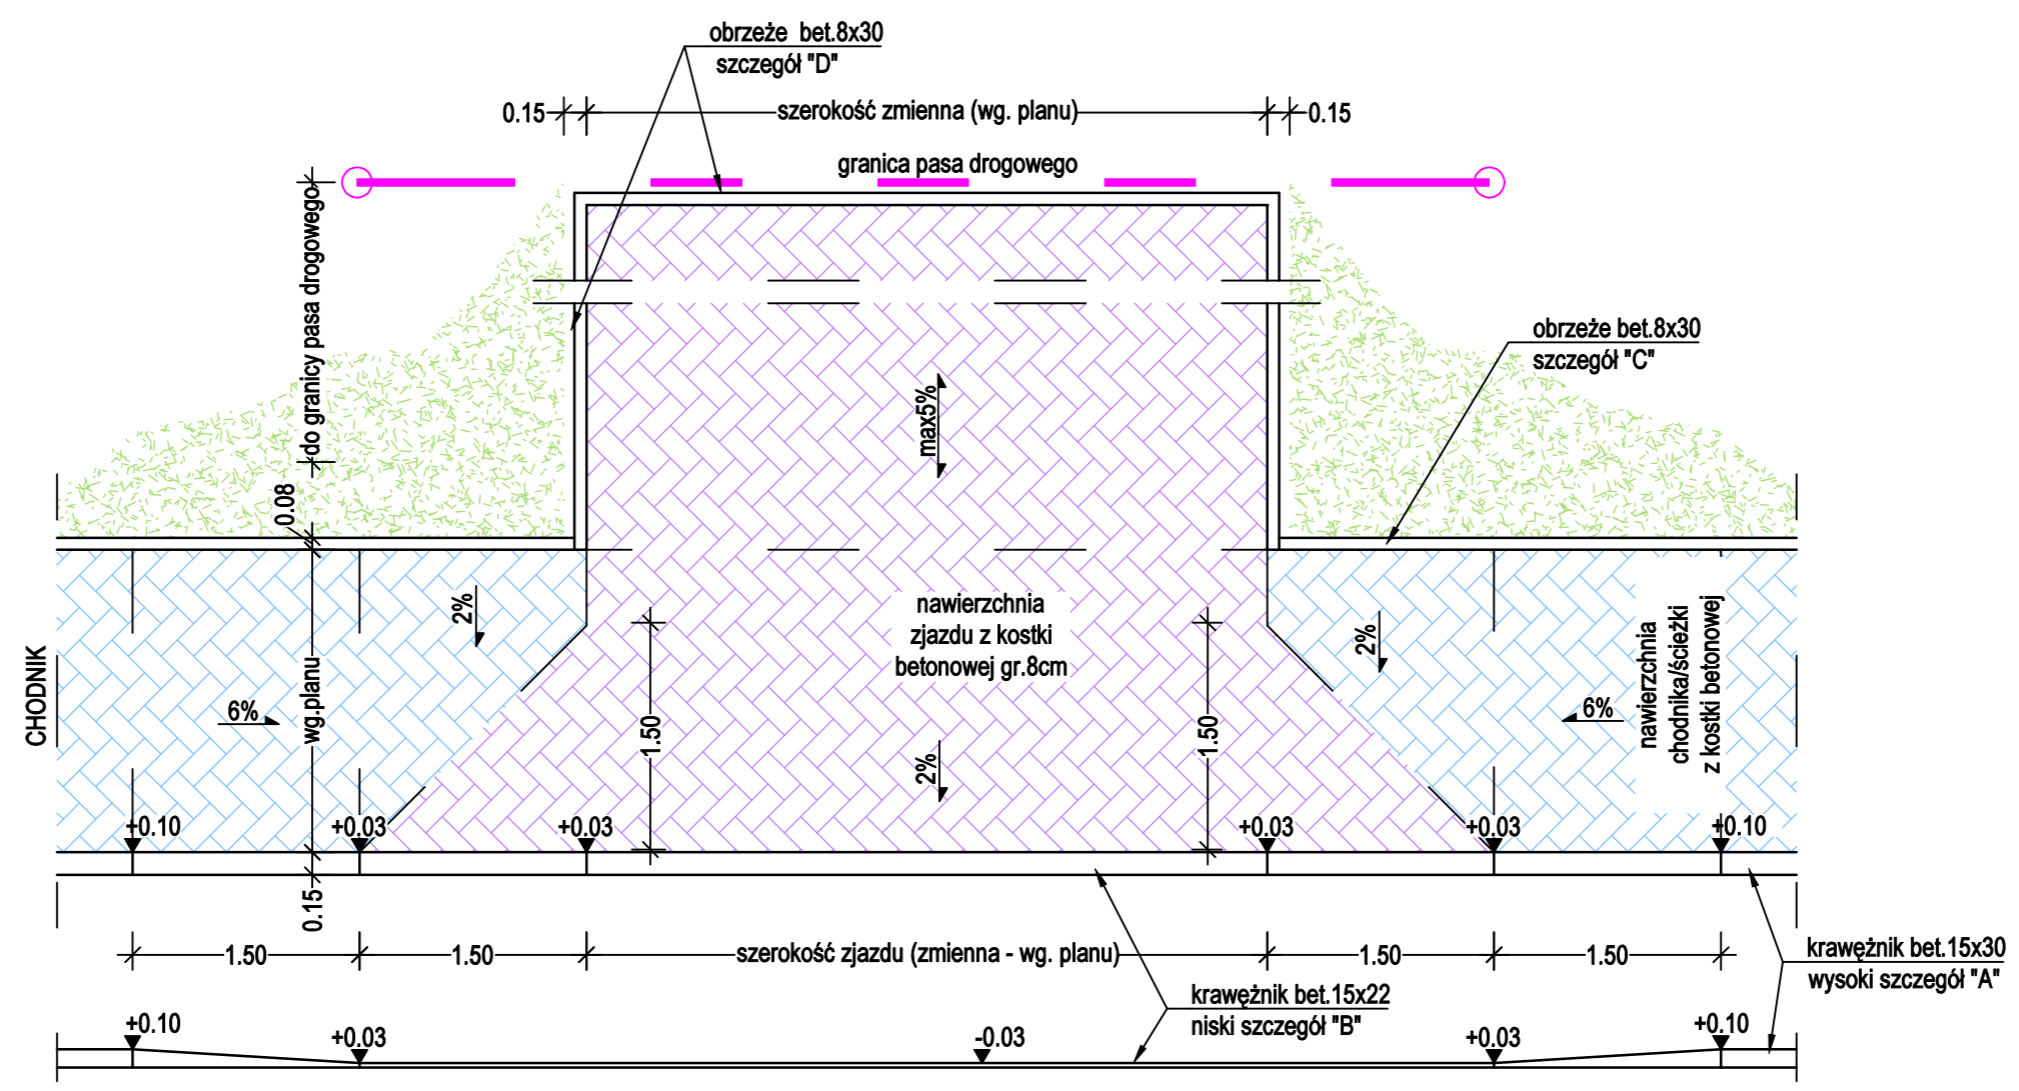 obrzeże bet.8x30
szczegół "D"
0.15
szerokość zmienna (wg. planu)
0.15
granica pasa drogowego
do granicy pasa drogowego
obrzeże bet.8x30
szczegół "C"
max5%
0.08
CHODNIK
wg.planu
2%
6%
1.50
nawierzchnia
zjazdu z kostki
betonowej gr.8cm
2%
1.50
2%
6%
nawierzchnia
chodnika/ścieżki
z kostki betonowej
+0.10
+0.03
+0.03
+0.03
+0.03
+0.10
0.15
1.50
1.50
szerokość zjazdu (zmienna - wg. planu)
1.50
1.50
krawężnik bet.15x30
wysoki szczegół "A"
krawężnik bet.15x22
niski szczegół "B"
+0.10
+0.03
-0.03
+0.03
+0.10